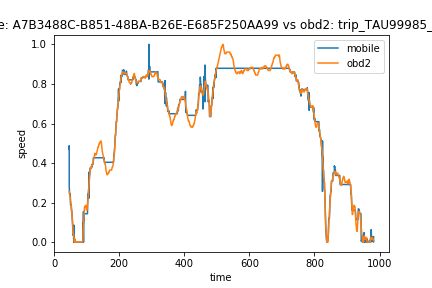 e: A7B3488C-B851-48BA-B26E-E685F250AA99 vs obd2: trip_TAU99985_
mobile
obd2
1.0
0.8
0.6
0.4
0.2
0.0
speed
0 200 400 600 800 1000
time